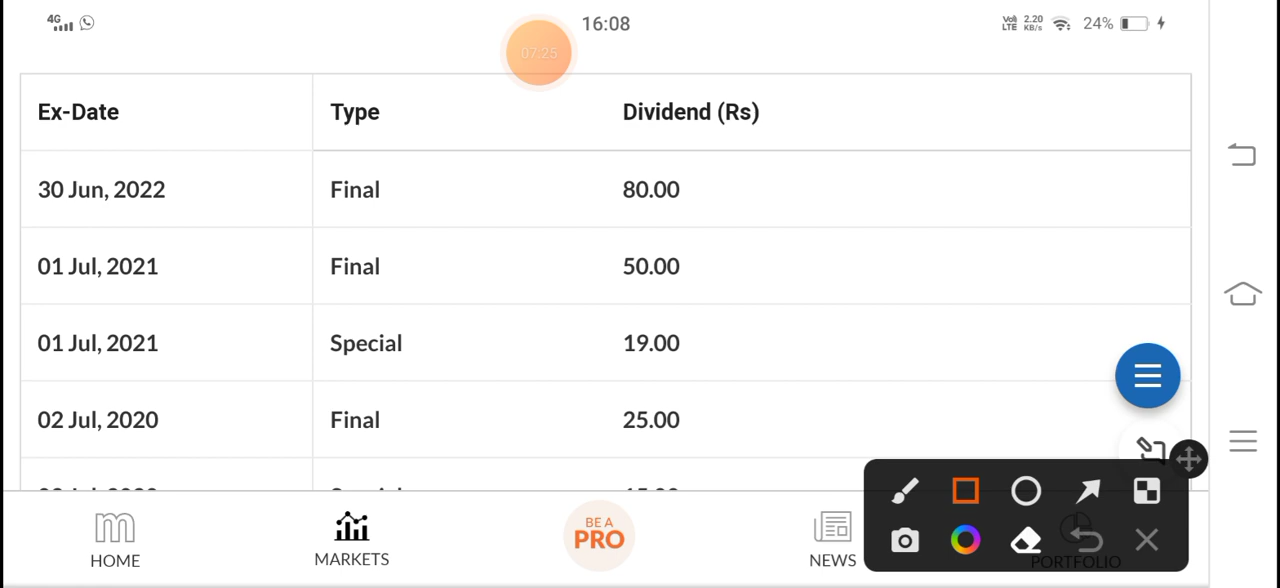 4G 16:08 Vo) LTE 2.20 KB/s 24%
07:25
Ex-Date Type Dividend (Rs)
30 Jun, 2022 Final 80.00
01 Jul, 2021 Final 50.00
01 Jul, 2021 Special 19.00
02 Jul, 2020 Final 25.00
m BE A
PRO
HOME MARKETS NEWS PORTFOLIO